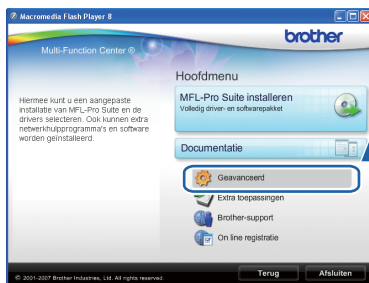 Macromedia Flash Player 8
brother
Multi-Function Center ®
Hoofdmenu
Hiermee kunt u een aangepaste
installatie van MFL-Pro Suite en de
drivers selecteren. Ook kunnen extra
netwerkhulpprogramma's en software
worden geïnstalleerd.
MFL-Pro Suite installeren
Volledig driver- en softwarepakket
Documentatie
Geavanceerd
Extra toepassingen
Brother-support
On line registratie
© 2001-2007 Brother Industries, Ltd. All rights reserved.
Terug
Afsluiten